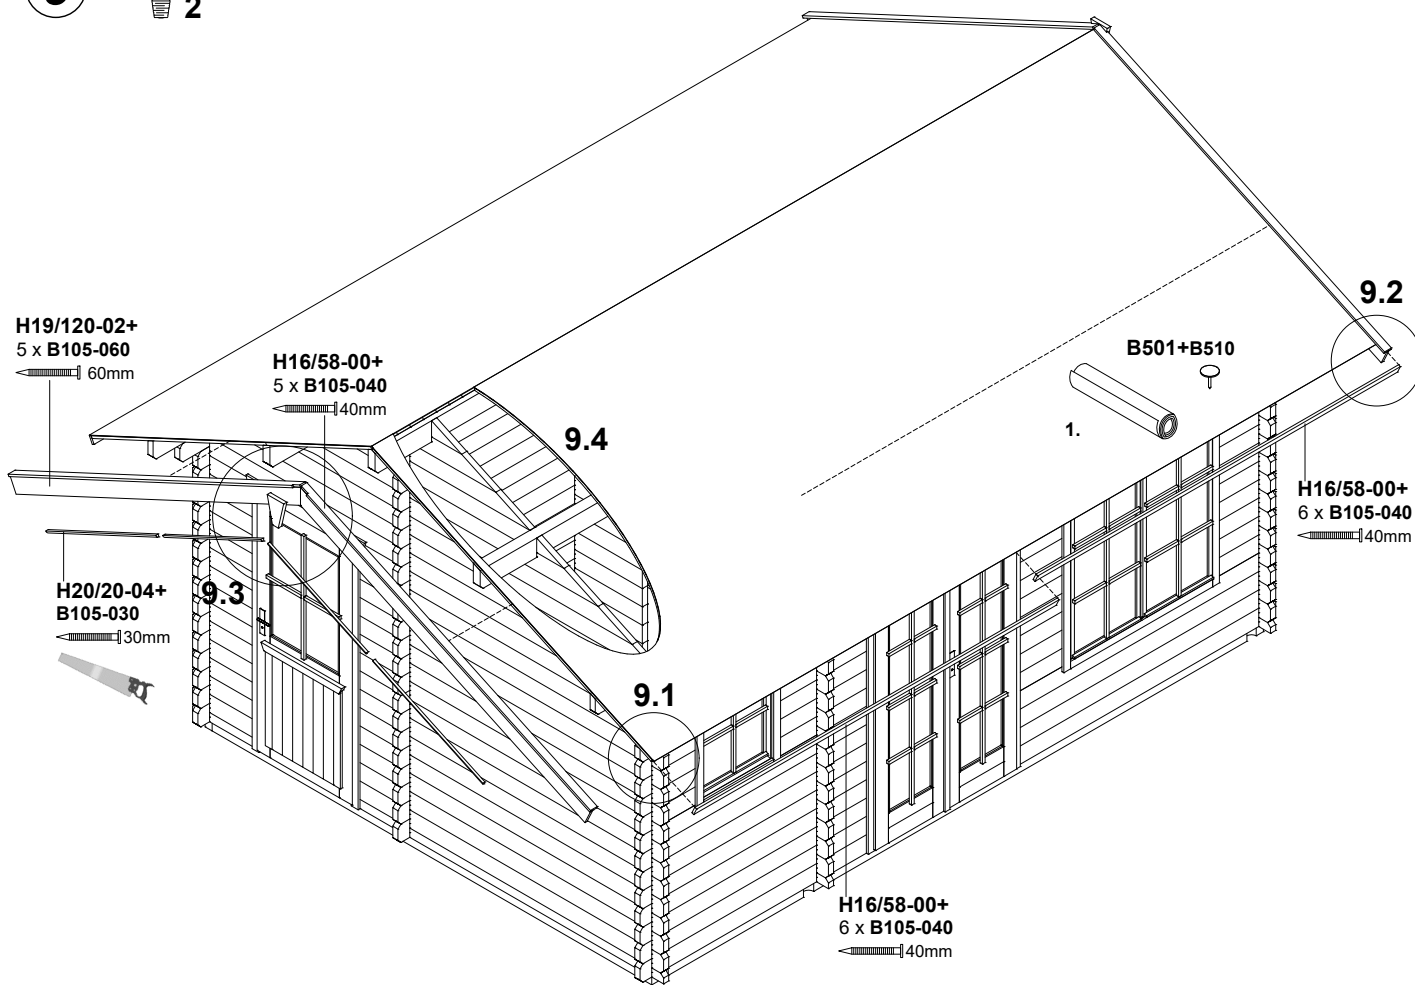 2
9.2
H19/120-02+
5 x B105-060
60mm
H16/58-00+
5 x B105-040
40mm
B501+B510
1.
9.4
H16/58-00+
6 x B105-040
40mm
H20/20-04+
B105-030
30mm
9.3
9.1
H16/58-00+
6 x B105-040
40mm